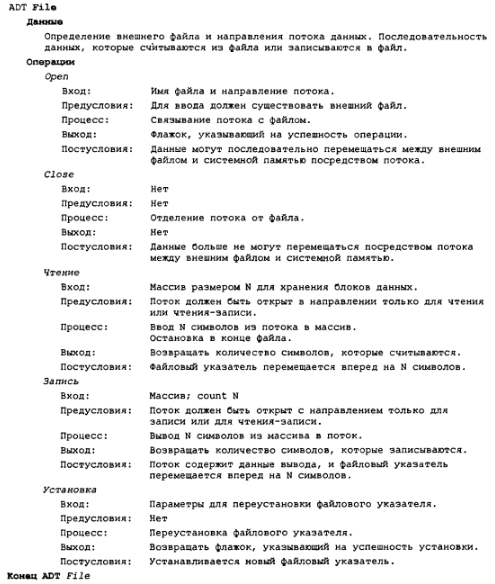 ADT File
Данные
Определение внешнего файла и направления потока данных. Последовательность
данных, которые считываются из файла или записываются в файл.
Операции
Open
Вход: Имя файла и направление потока.
Предусловия: Для ввода должен существовать внешний файл.
Процесс: Связывание потока с файлом.
Выход: Флажок, указывающий на успешность операции.
Постусловия: Данные могут последовательно перемещаться между внешним
файлом и системной памятью посредством потока.
Close
Вход: Нет
Предусловия: Нет
Процесс: Отделение потока от файла.
Выход: Нет
Постусловия: Данные больше не могут перемещаться посредством потока
между внешним файлом и системной памятью.
Чтение
Вход: Массив размером N для хранения блоков данных.
Предусловия: Поток должен быть открыт в направлении только для чтения
или чтения-записи.
Процесс: Ввод N символов из потока в массив.
Остановка в конце файла.
Выход: Возвращать количество символов, которые считываются.
Постусловия: Файловый указатель перемещается вперед на N символов.
Запись
Вход: Массив; count N
Предусловия: Поток должен быть открыт с направлением только для
записи или для чтения-записи.
Процесс: Вывод N символов из массива в поток.
Выход: Возвращать количество символов, которые записываются.
Постусловия: Поток содержит данные вывода, и файловый указатель
перемещается вперед на N символов.
Установка
Вход: Параметры для переустановки файлового указателя.
Предусловия: Нет
Процесс: Переустановка файлового указателя.
Выход: Возвращать флажок, указывающий на успешность установки.
Постусловия: Устанавливается новый файловый указатель.
Конец ADT File